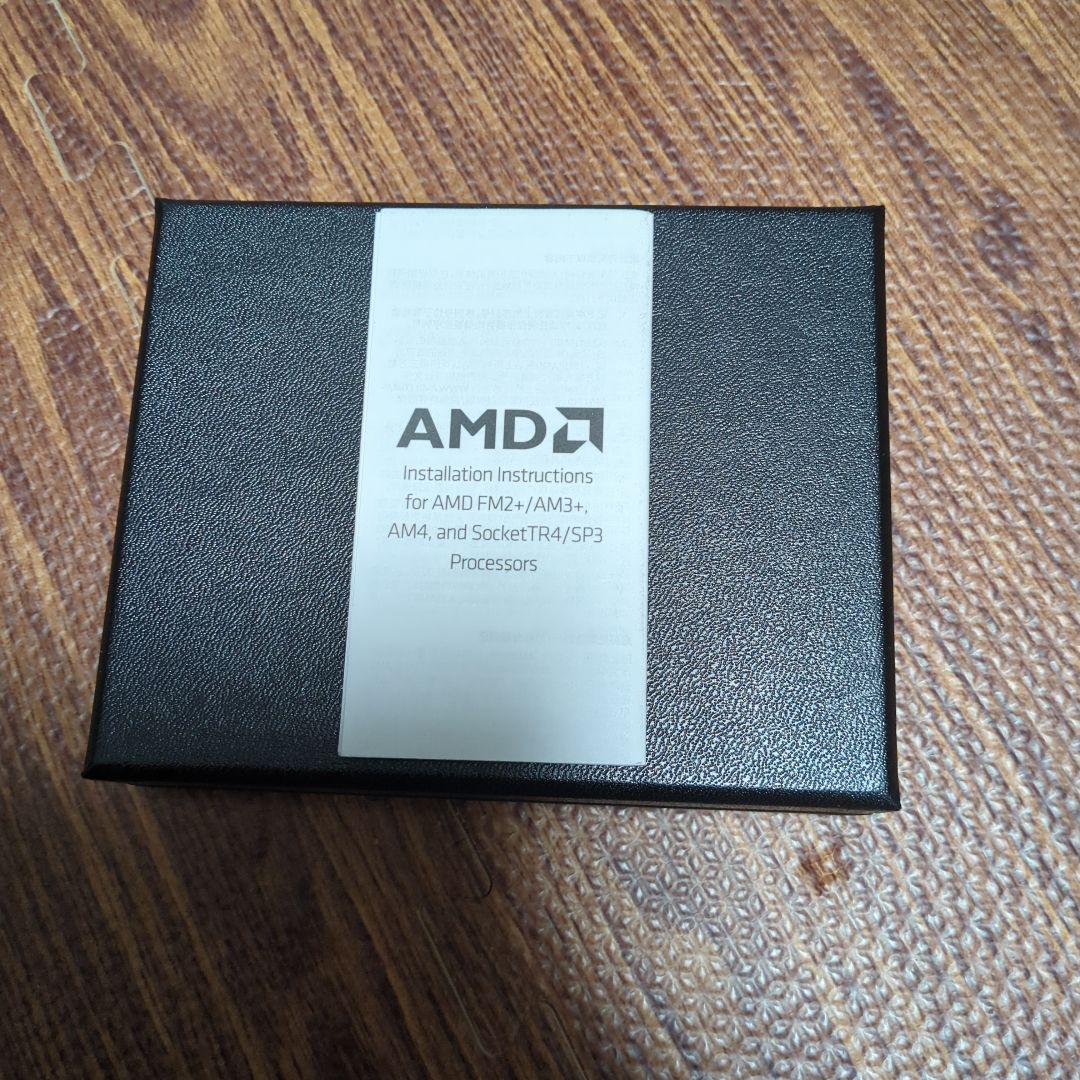 AMD
Installation Instructions
for AMD FM2+/AM3+,
AM4, and SocketTR4/SP3
Processors